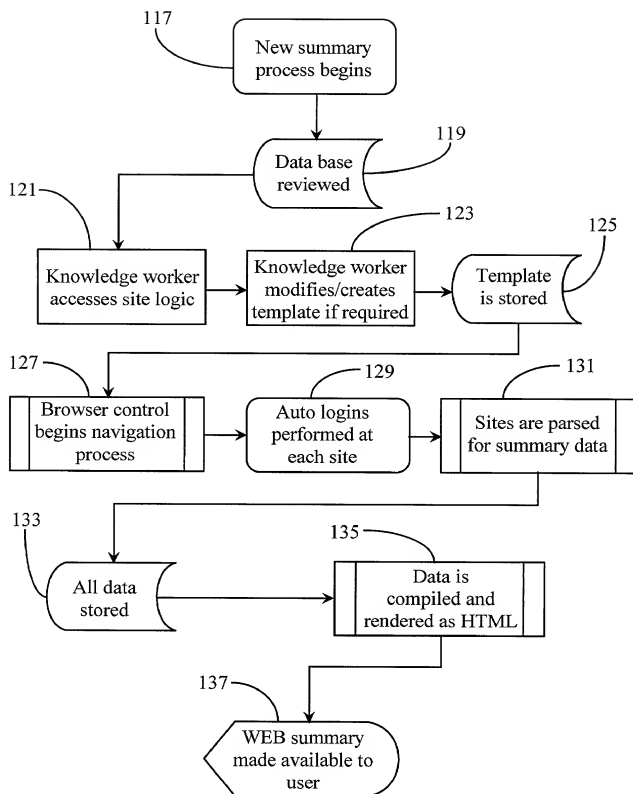 117
New summary
process begins
119
Data base
reviewed
121
Knowledge worker
accesses site logic
123
Knowledge worker
modifies/creates
template if required
125
Template
is stored
127
Browser control
begins navigation
process
129
Auto logins
performed at
each site
131
Sites are parsed
for summary data
133
All data
stored
135
Data is
compiled and
rendered as HTML
137
WEB summary
made available to
user